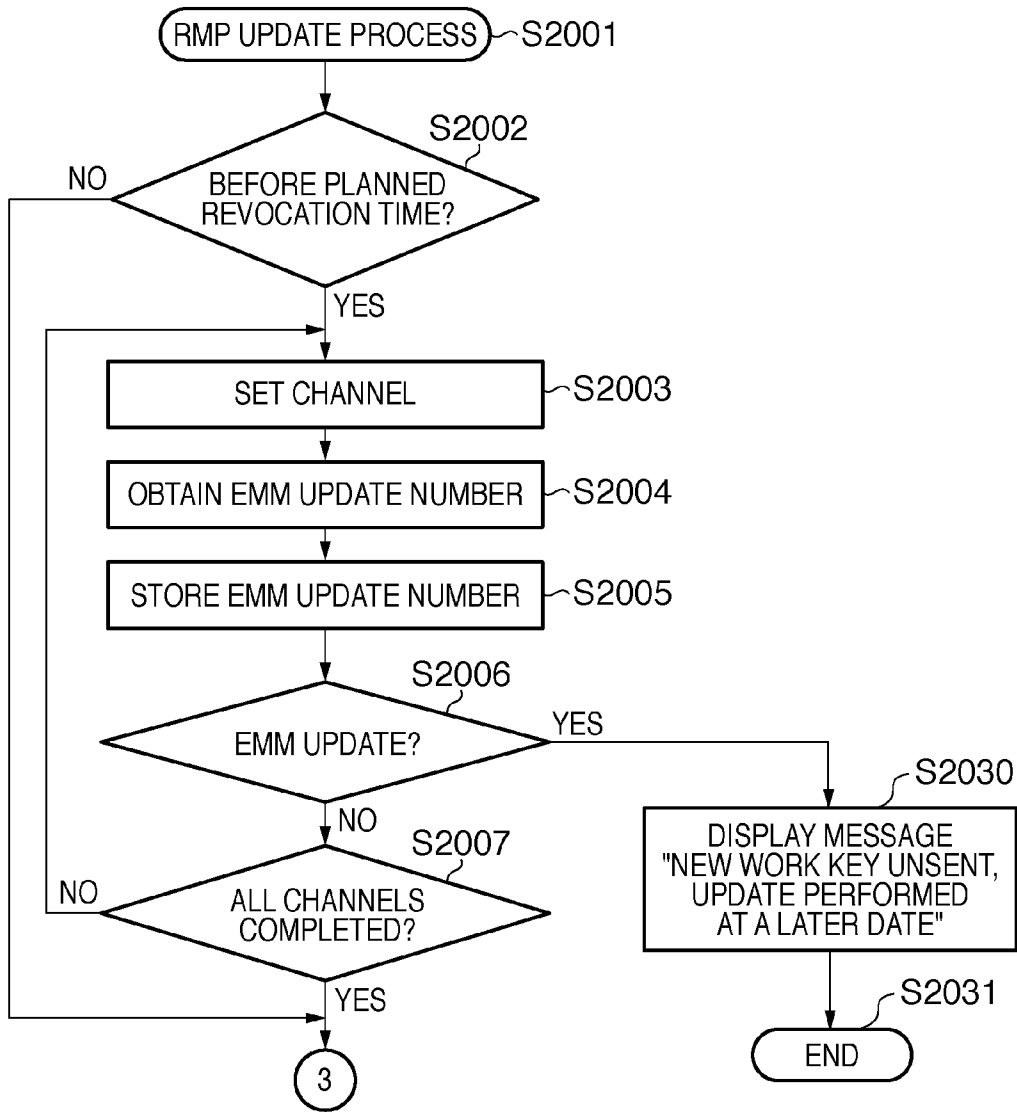 RMP UPDATE PROCESS
S2001
S2002
NO
BEFORE PLANNED
REVOCATION TIME?
YES
SET CHANNEL
S2003
OBTAIN EMM UPDATE NUMBER
S2004
STORE EMM UPDATE NUMBER
S2005
S2006
EMM UPDATE?
YES
NO
S2030
DISPLAY MESSAGE
"NEW WORK KEY UNSENT,
UPDATE PERFORMED
AT A LATER DATE"
S2007
NO
ALL CHANNELS
COMPLETED?
YES
S2031
END
3